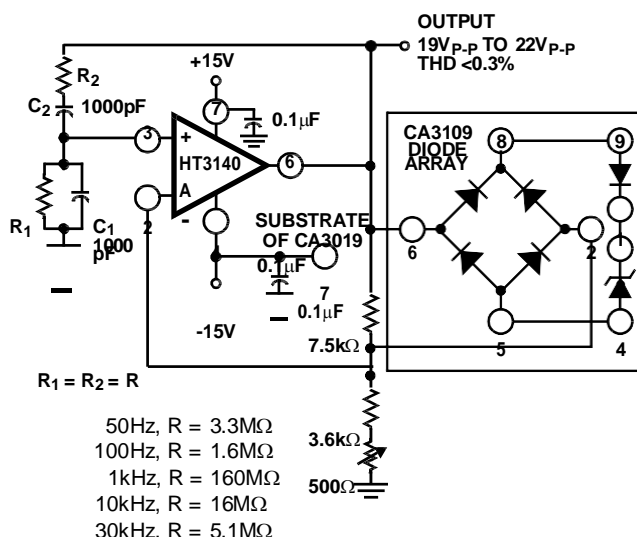 OUTPUT
19V_P-P TO 22V_P-P
THD <0.3%
+15V
R2
C2 1000pF
7
0.1μF
CA3109
DIODE
ARRAY
8
9
3
+
HT3140
6
A
2
-
4
R1
C1
1000
pF
SUBSTRATE
OF CA3019
0.1μF
7
0.1μF
-15V
6
2
5
4
7.5kΩ
R1 = R2 = R
3.6kΩ
500Ω
50Hz, R = 3.3MΩ
100Hz, R = 1.6MΩ
1kHz, R = 160MΩ
10kHz, R = 16MΩ
30kHz, R = 5.1MΩ